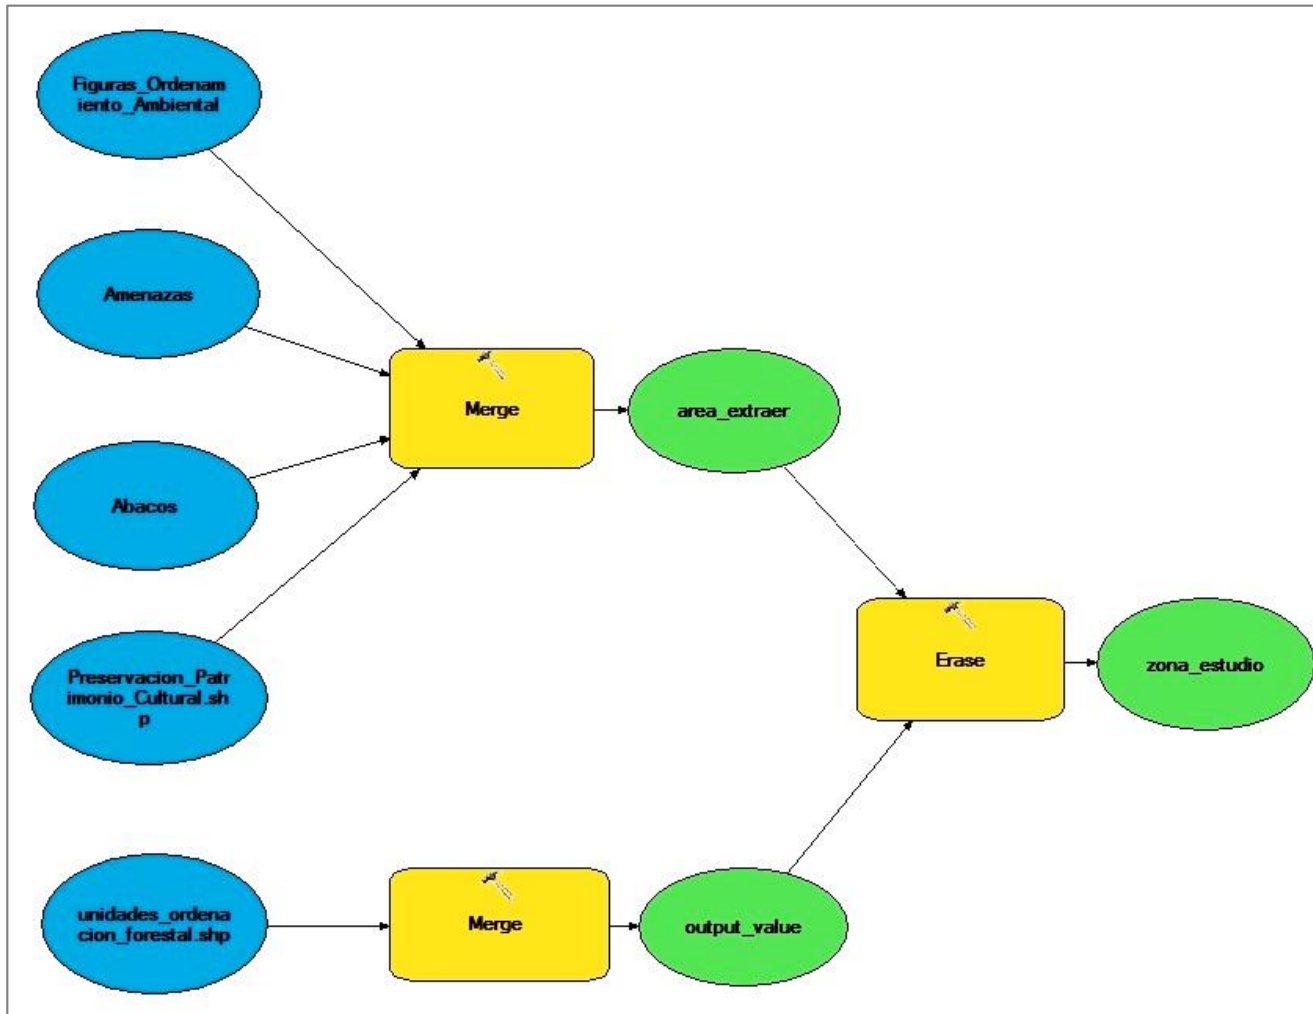 Figuras_Ordenam
iento_Ambiental
Amenazas
Merge
area_extraer
Abacos
Erase
zona_estudio
Preservacion_Patr
imonio_Cultural.sh
p
unidades_ordena
cion_forestal.shp
Merge
output_value